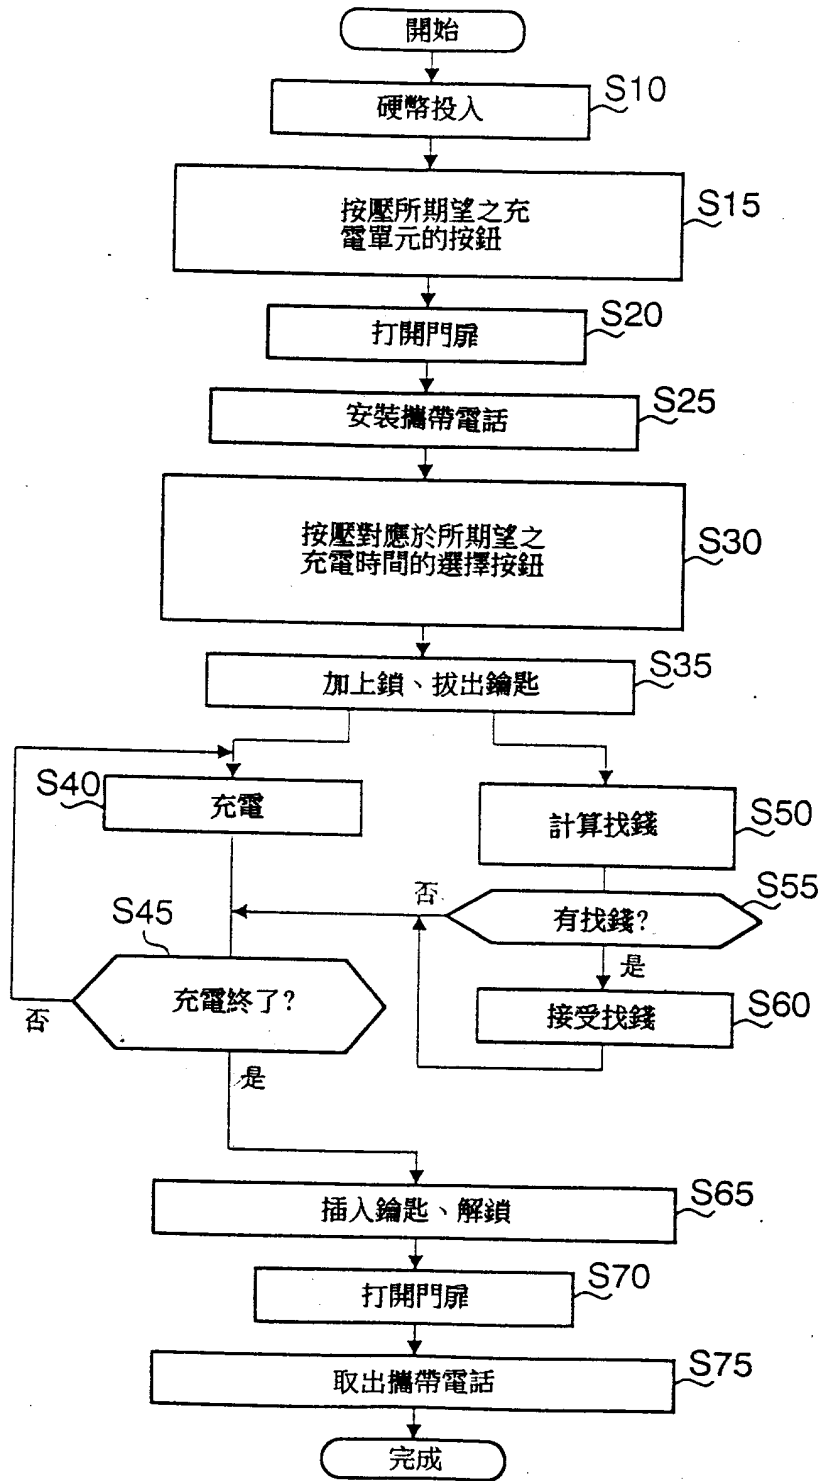 開始
硬幣投入
S10
按壓所期望之充
電單元的按鈕
S15
打開門扉
S20
安裝攜帶電話
S25
按壓對應於所期望之
充電時間的選擇按鈕
S30
加上鎖、拔出鑰匙
S35
S40
充電
計算找錢
S50
否
有找錢?
S55
S45
充電終了?
否
是
是
接受找錢
S60
插入鑰匙、解鎖
S65
打開門扉
S70
取出攜帶電話
S75
完成